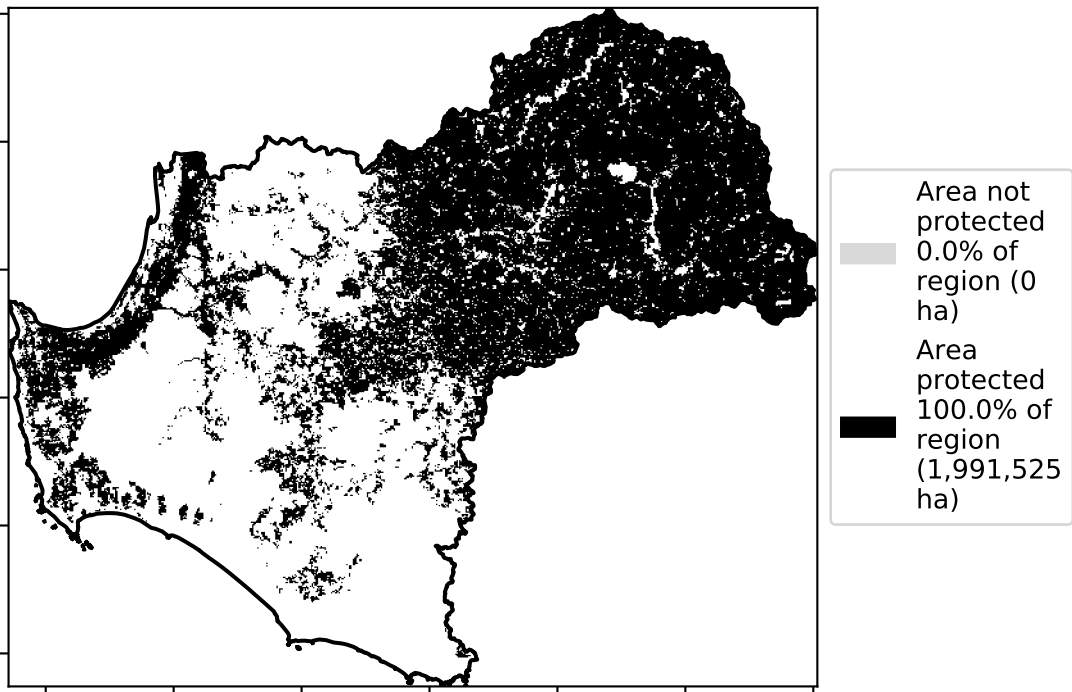 Area not
protected
0.0% of
region (0
ha)
Area
protected
100.0% of
region
(1,991,525
ha)